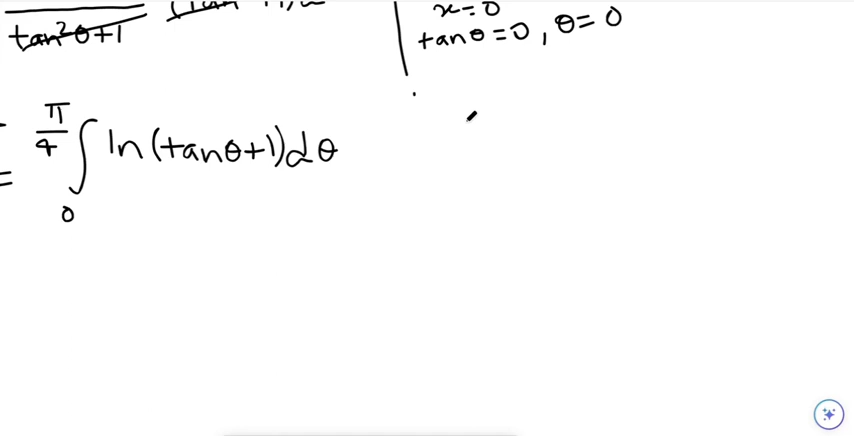 x=0
tan²θ+1
tanθ=0, θ=0
= ∫₀^{π/4} ln(tanθ+1)dθ